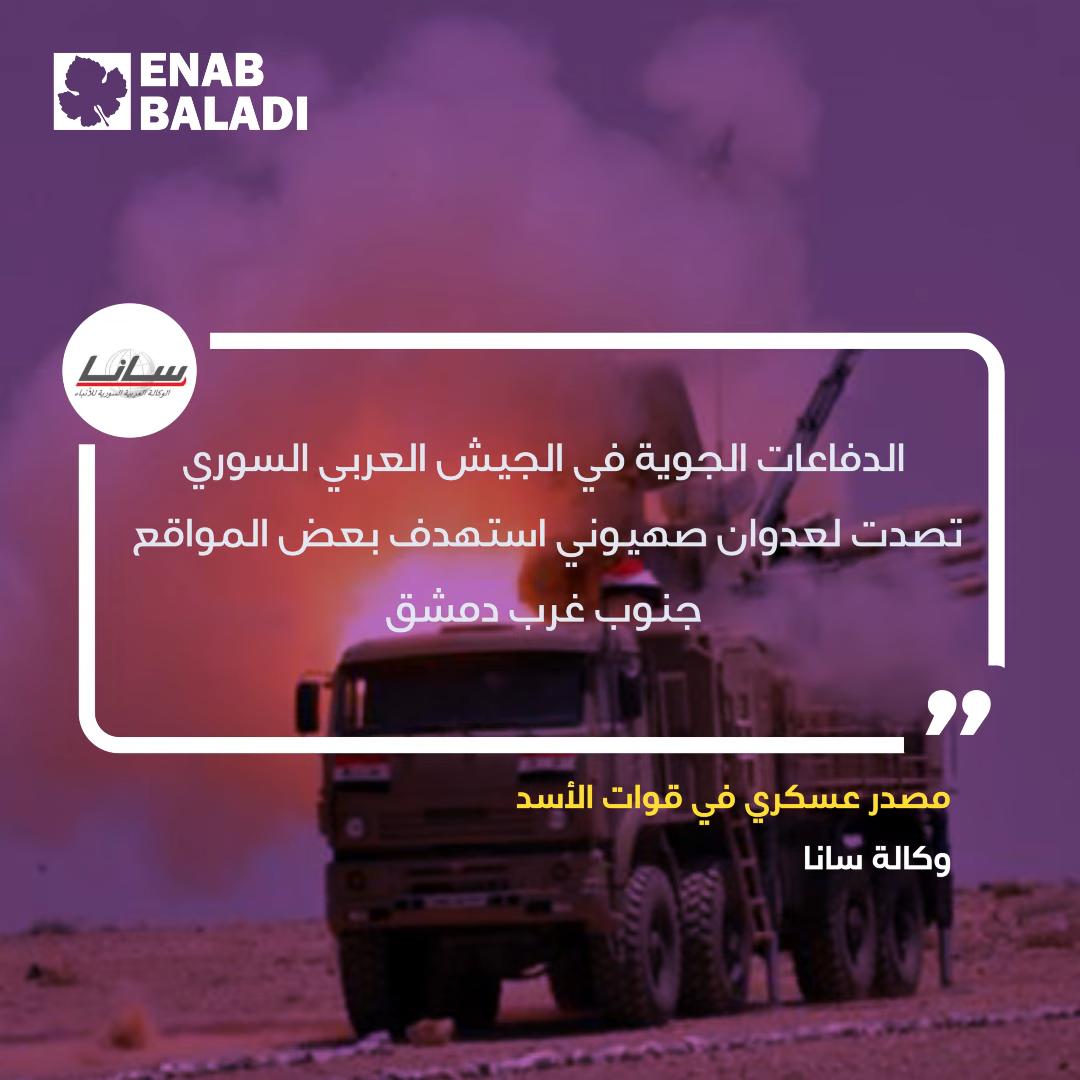 ENAB
BALADI
سانا
الوكالة العربية السورية للأنباء
الدفاعات الجوية في الجيش العربي السوري
تصدت لعدوان صهيوني استهدف بعض المواقع
جنوب غرب دمشق
”
مصدر عسكري في قوات الأسد
وكالة سانا